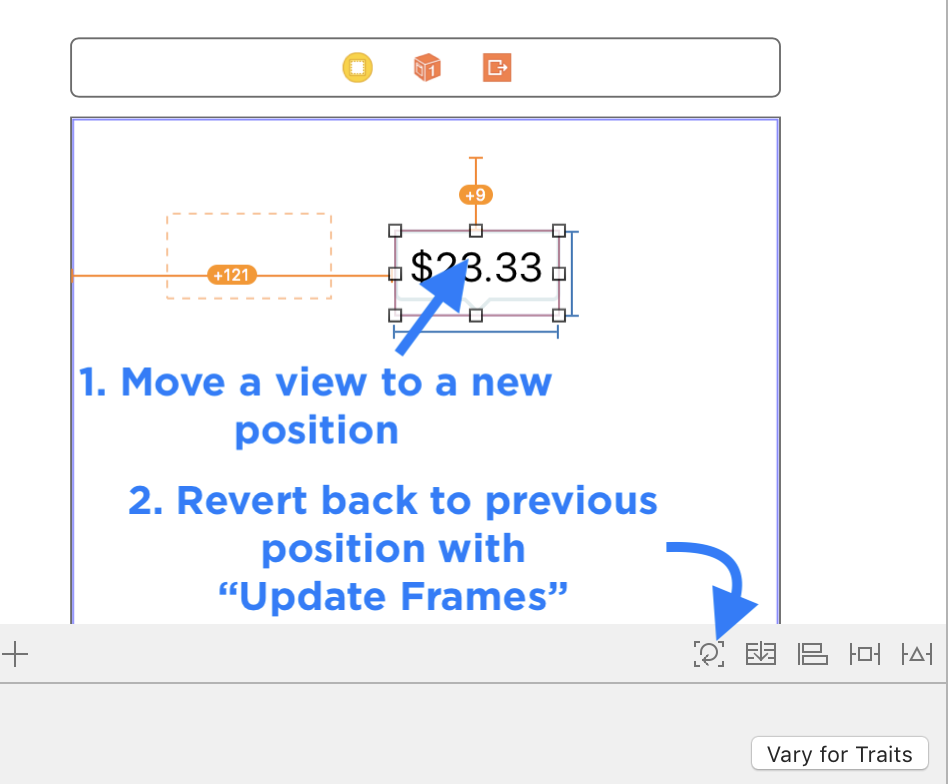 1
+9
+121
$23.33
1. Move a view to a new
position
2. Revert back to previous
position with
“Update Frames”
Vary for Traits